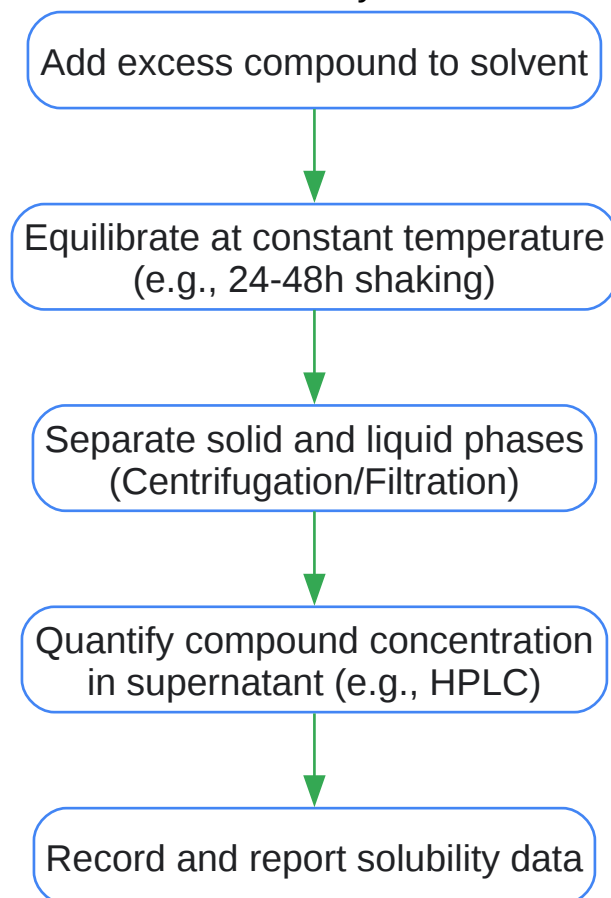 Add excess compound to solvent
Equilibrate at constant temperature
(e.g., 24-48h shaking)
Separate solid and liquid phases
(Centrifugation/Filtration)
Quantify compound concentration
in supernatant (e.g., HPLC)
Record and report solubility data